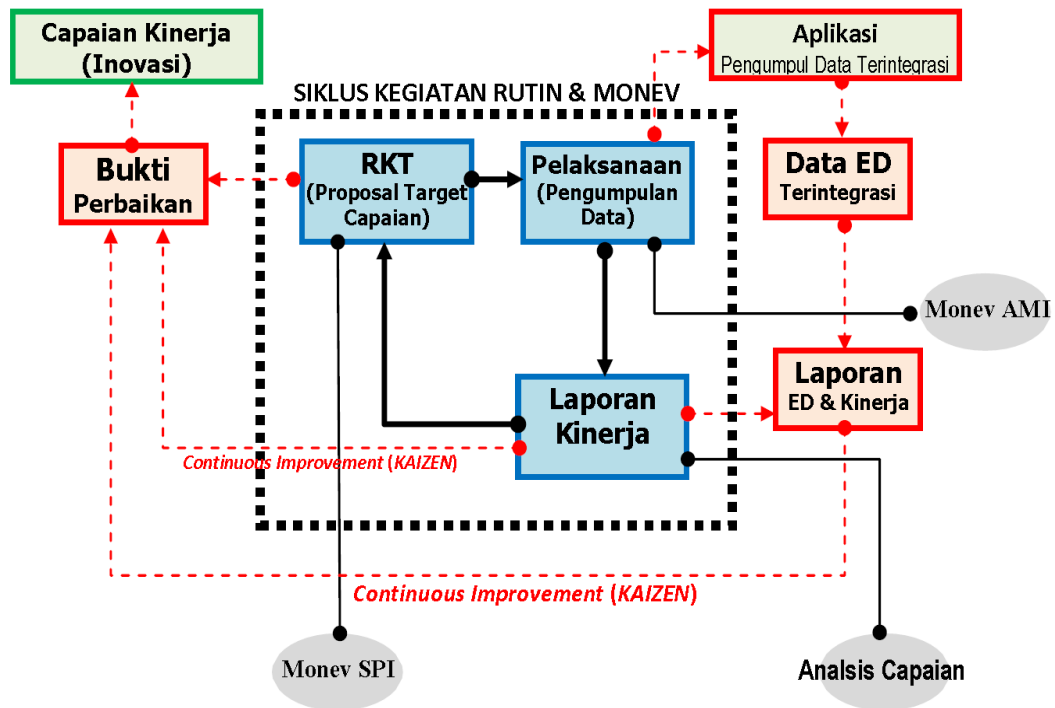 Capaian Kinerja
(Inovasi)
Aplikasi
Pengumpul Data Terintegrasi
SIKLUS KEGIATAN RUTIN & MONEV
Bukti
Perbaikan
RKT
(Proposal Target
Capaian)
Pelaksanaan
(Pengumpulan
Data)
Data ED
Terintegrasi
Monev AMI
Laporan
Kinerja
Laporan
ED & Kinerja
Continuous Improvement (KAIZEN)
Continuous Improvement (KAIZEN)
Monev SPI
Analsis Capaian